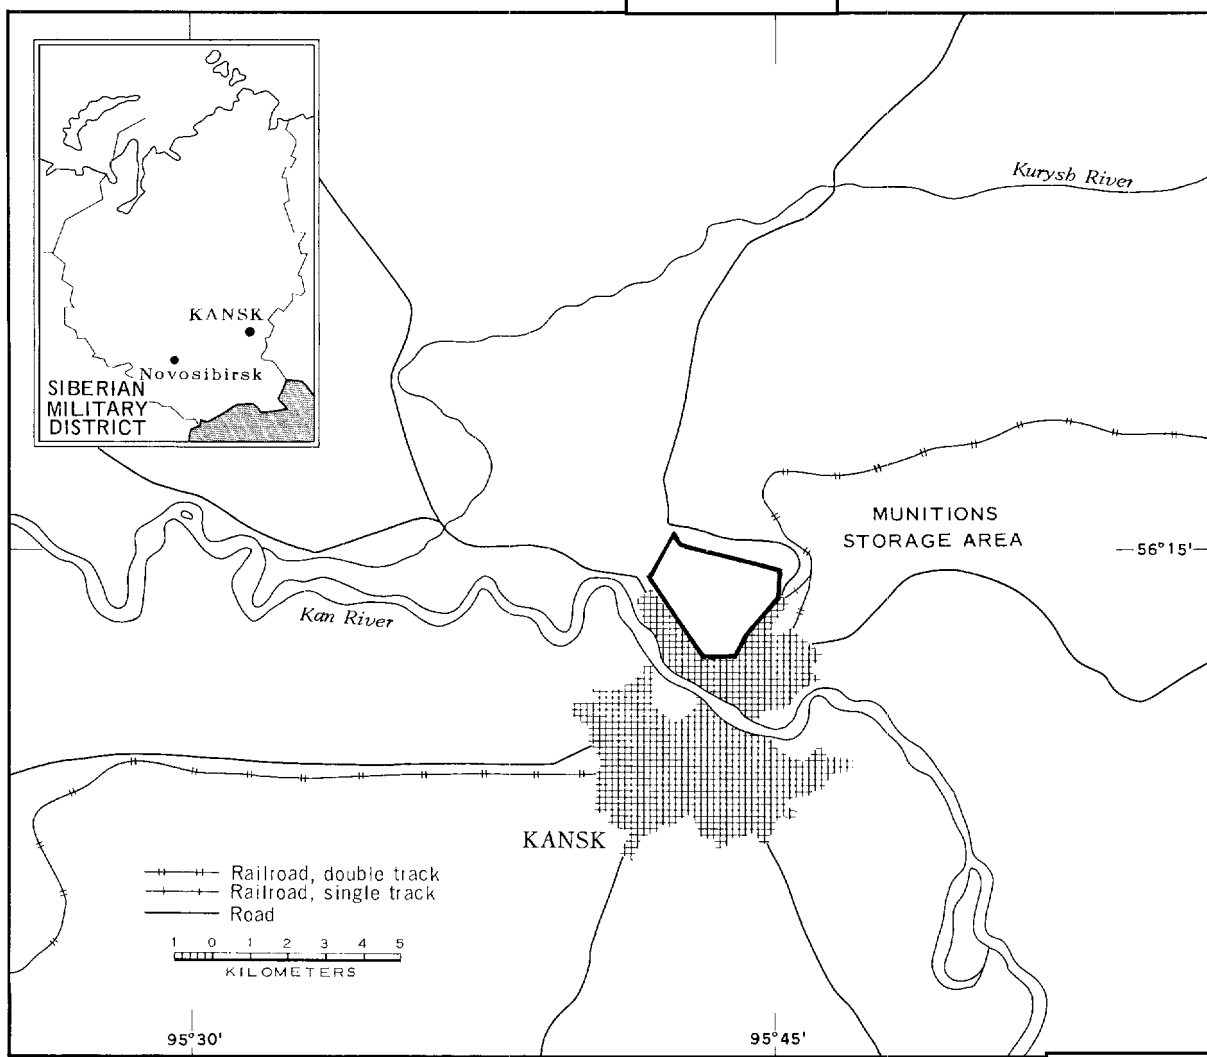 KANSK
Novosibirsk
SIBERIAN
MILITARY
DISTRICT
Kurysh River
MUNITIONS
STORAGE AREA
56°15'
Kan River
KANSK
Railroad, double track
Railroad, single track
Road
1 0 1 2 3 4 5
KILOMETERS
95°30'
95°45'